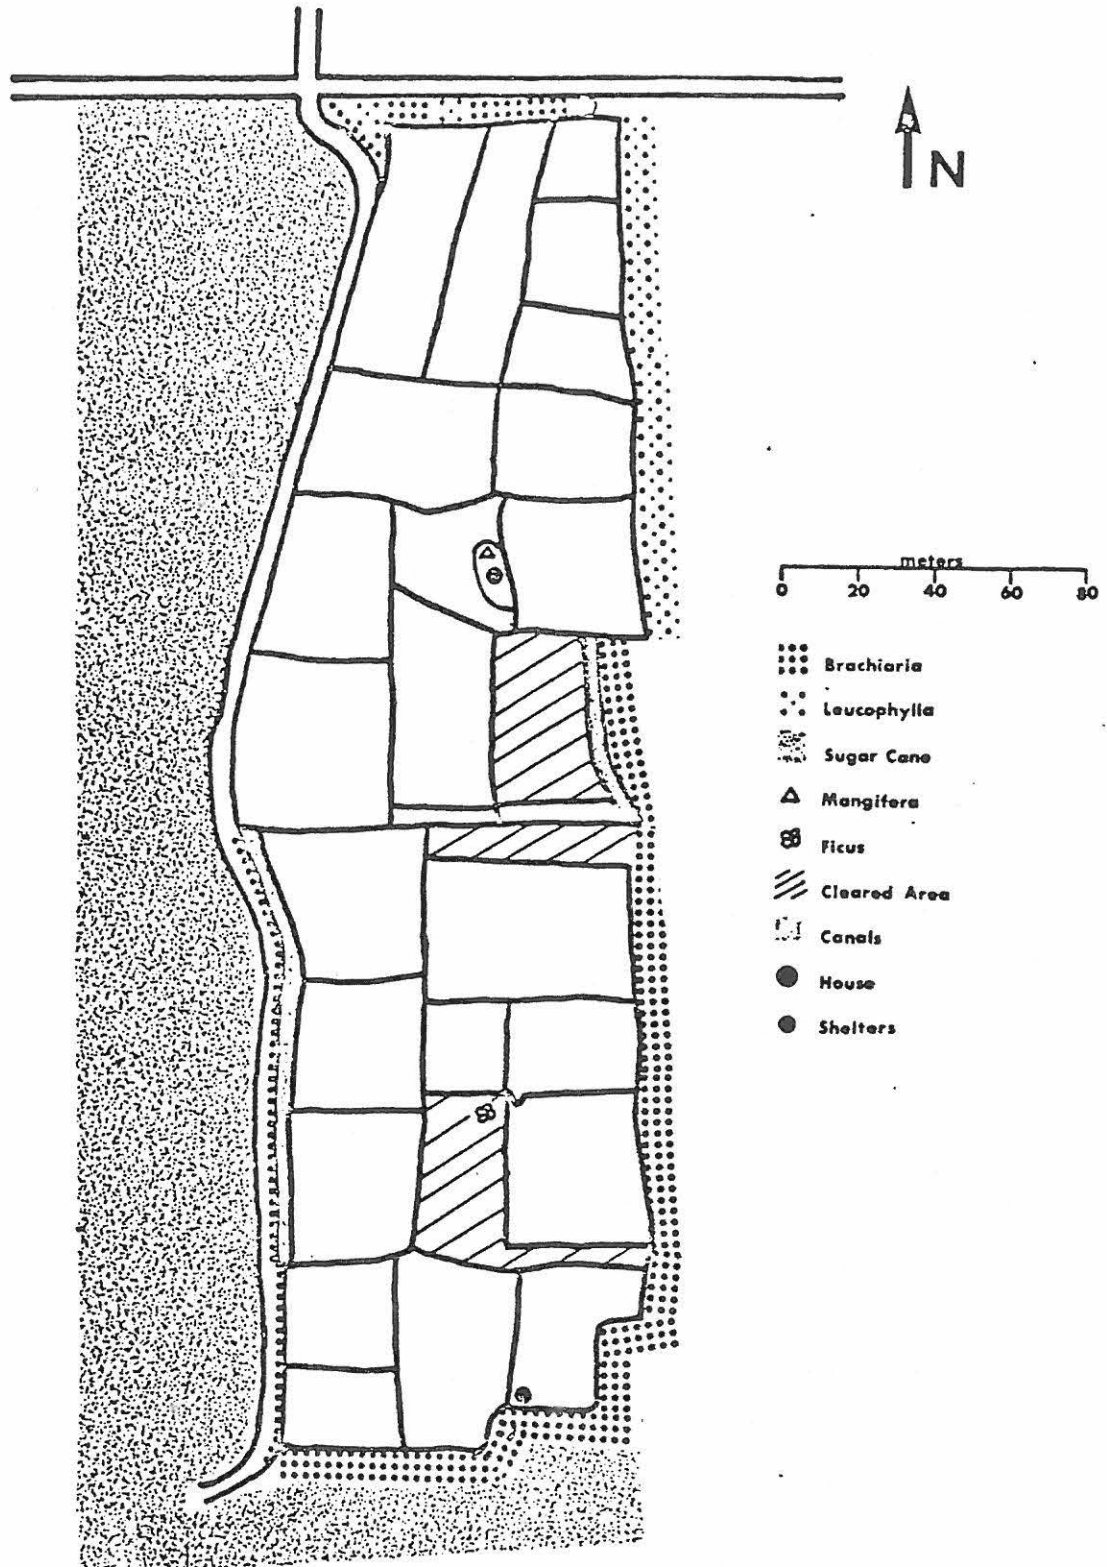 N
meters
0 20 40 60 80
Brachiaria
Leucophylla
Sugar Cane
Mangifera
Ficus
Cleared Area
Canals
House
Shelters